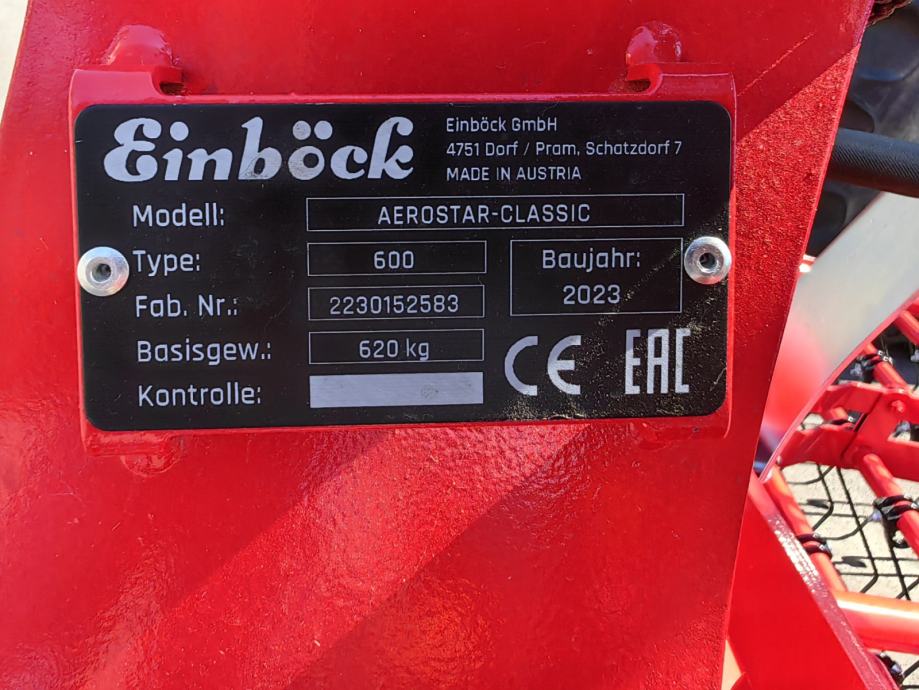 Einböck
Einböck GmbH
4751 Dorf / Pram, Schatzdorf 7
MADE IN AUSTRIA
Modell: AEROSTAR-CLASSIC
Type: 600
Baujahr: 2023
Fab. Nr.: 2230152583
Basisgew.: 620 kg
CE EAC
Kontrolle: